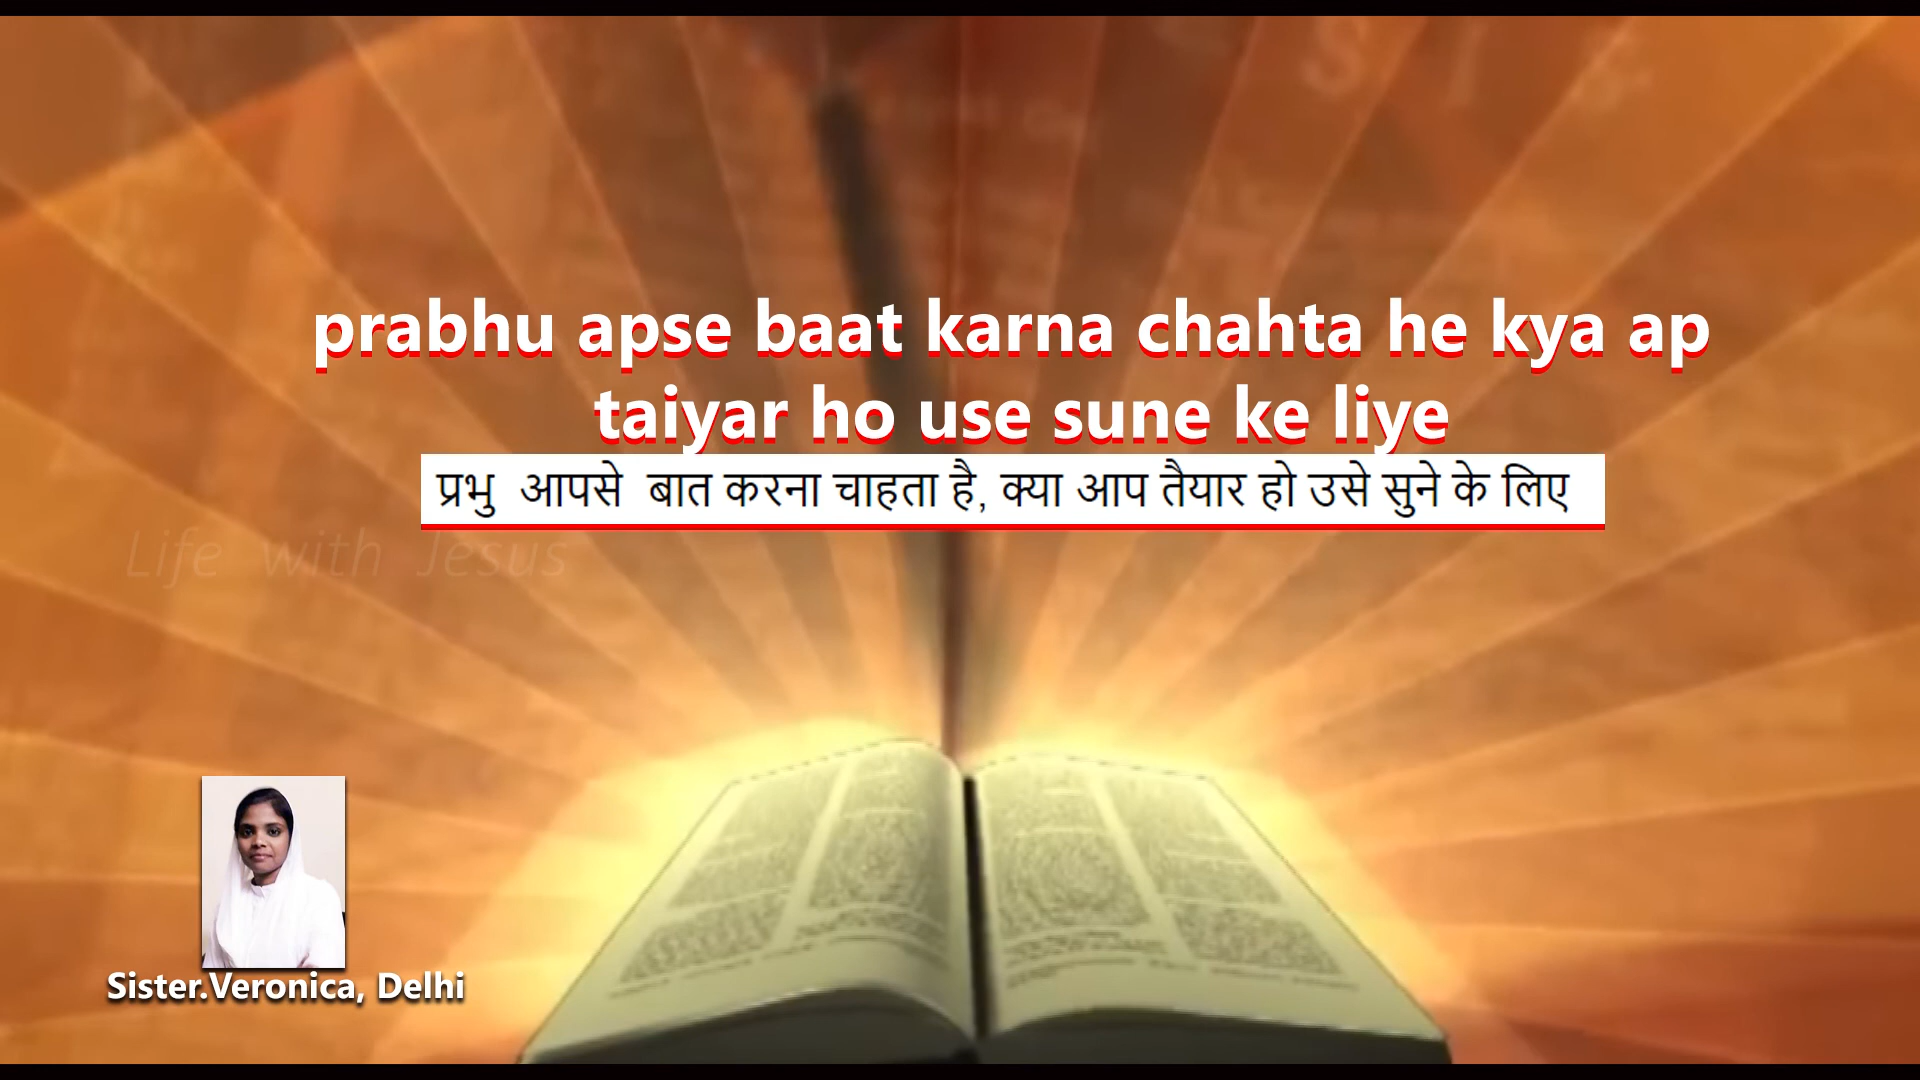 prabhu apse baat karna chahta he kya ap
taiyar ho use sune ke liye
प्रभु आपसे बात करना चाहता है, क्या आप तैयार हो उसे सुने के लिए
Life with Jesus
Sister.Veronica, Delhi